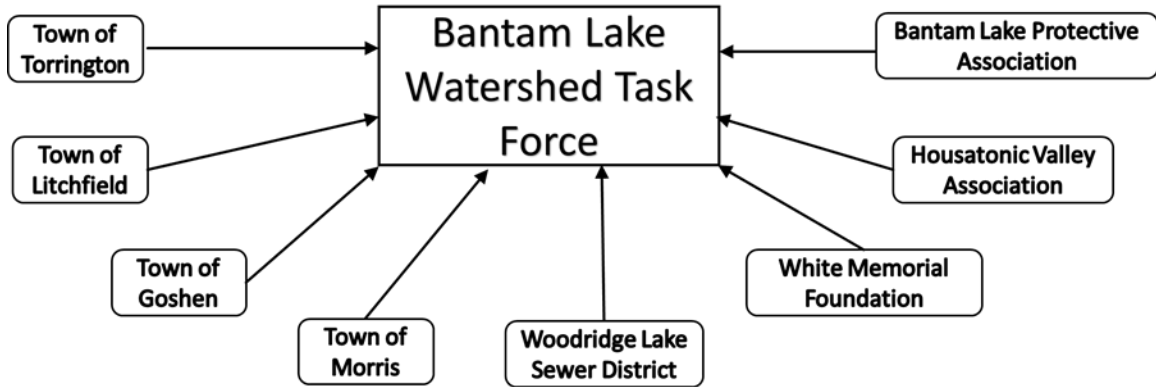 Bantam Lake
Watershed Task
Force
Town of
Torrington
Bantam Lake Protective
Association
Town of
Litchfield
Housatonic Valley
Association
Town of
Goshen
White Memorial
Foundation
Town of
Morris
Woodridge Lake
Sewer District